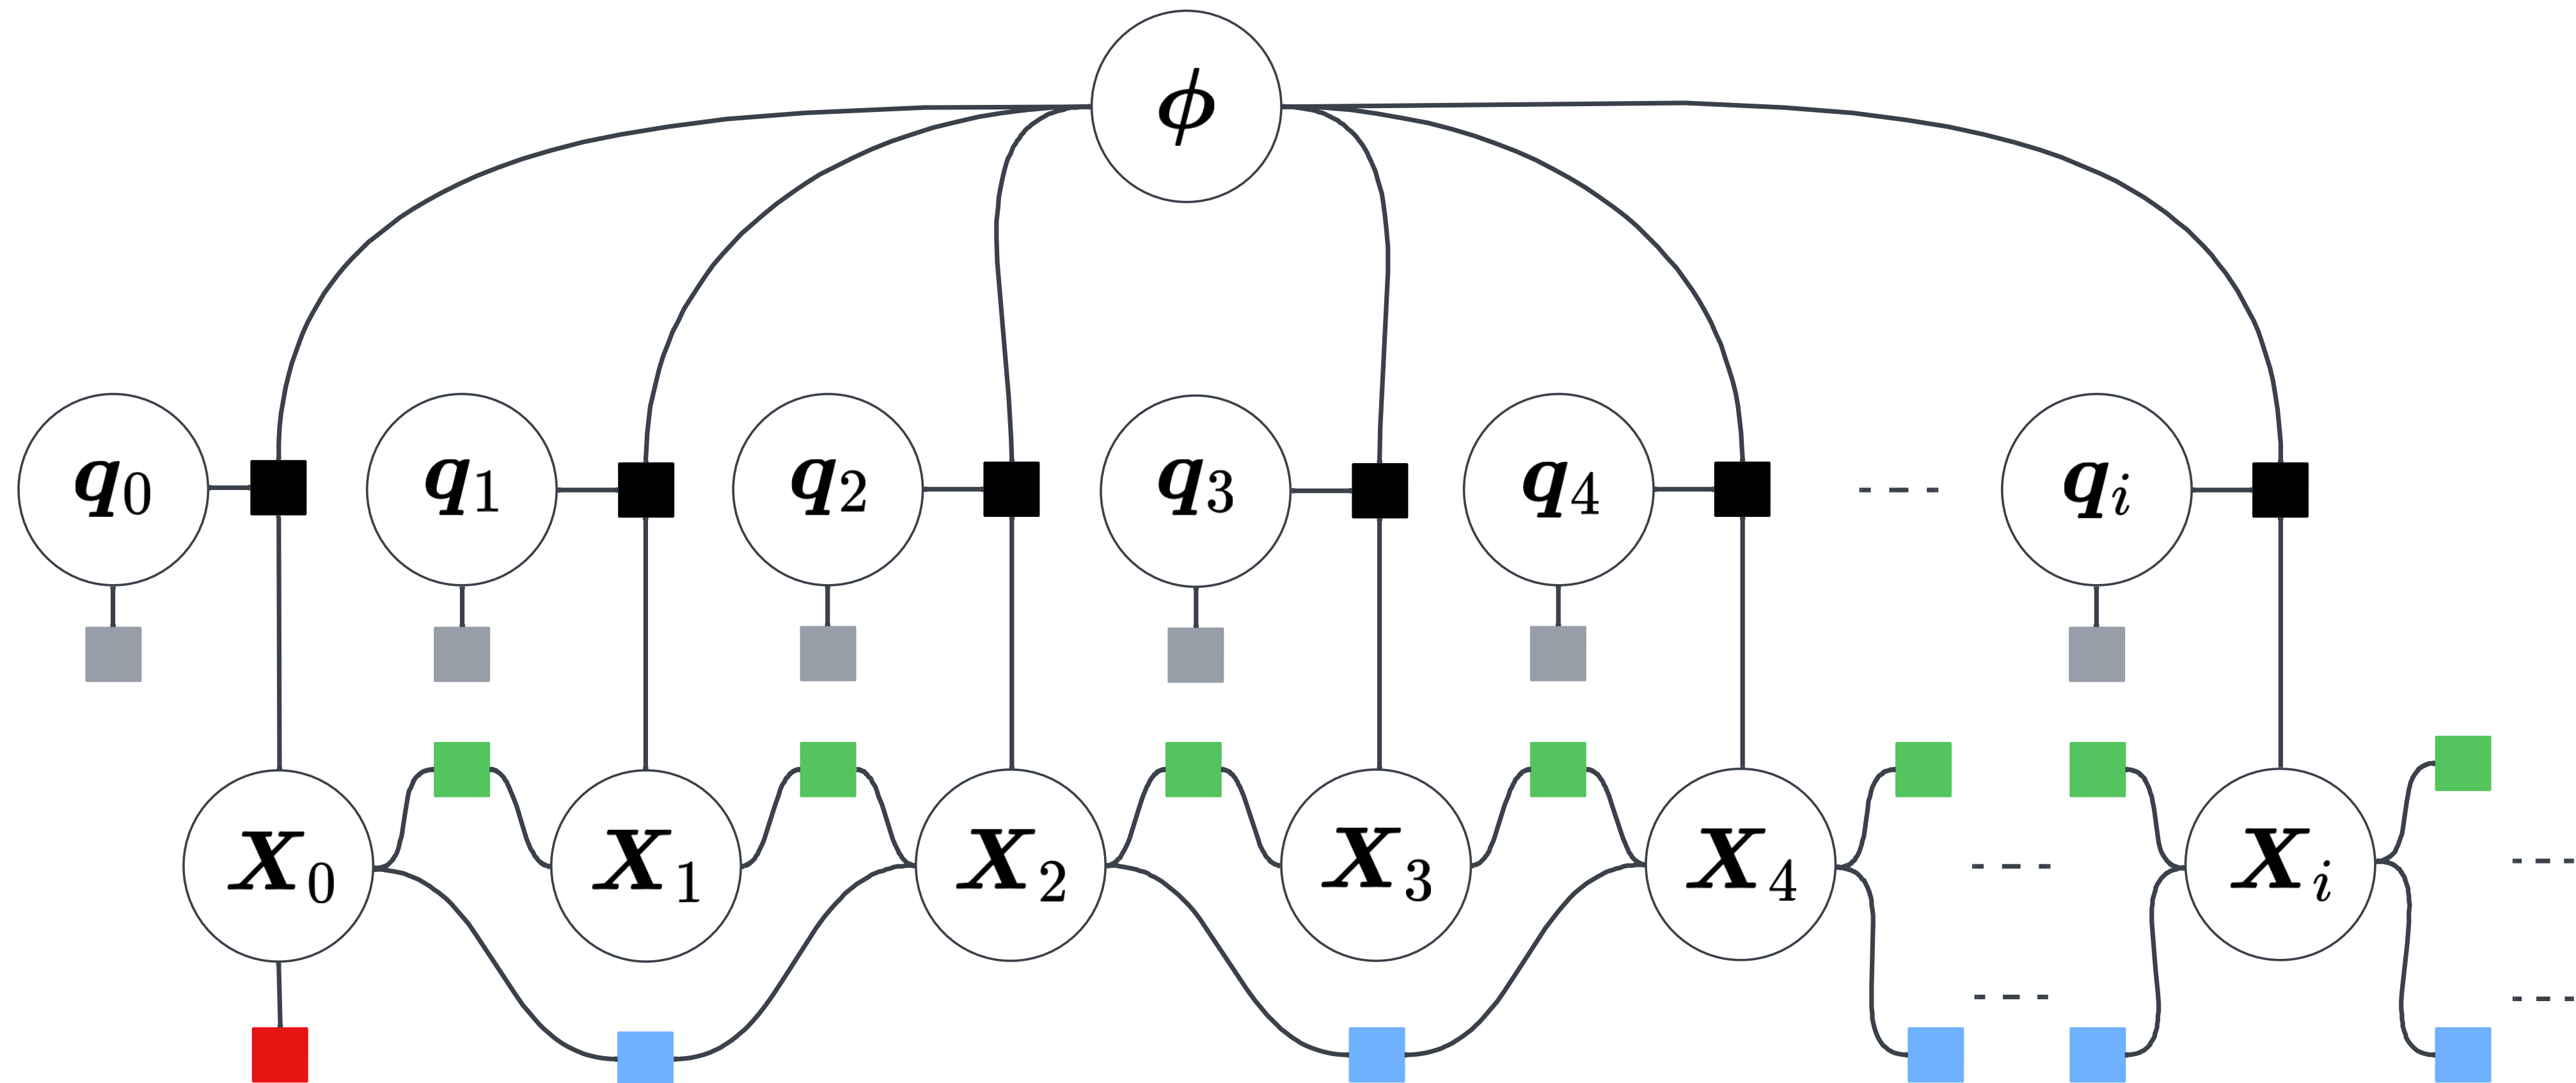 ϕ
q₀ q₁ q₂ q₃ q₄ qᵢ
X₀ X₁ X₂ X₃ X₄ Xᵢ